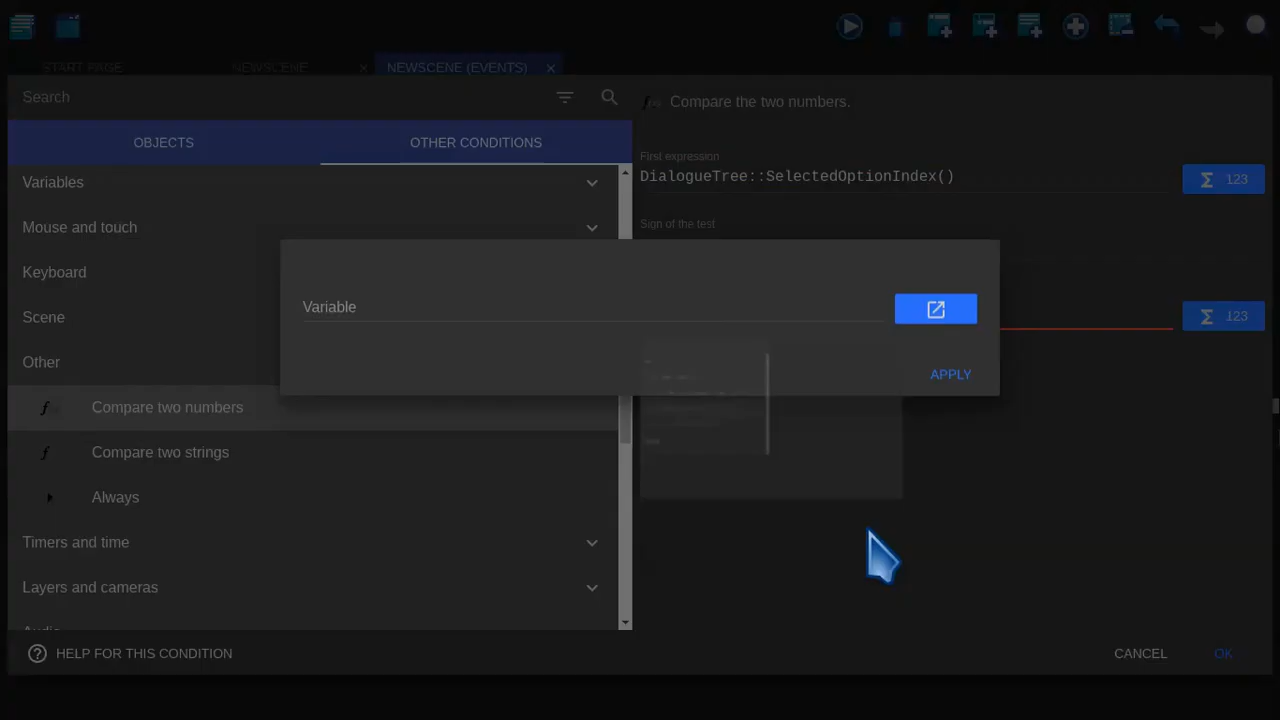 START PAGE
NEWSCENE
NEWSCENE (EVENTS)
Search
OBJECTS
OTHER CONDITIONS
Variables
Mouse and touch
Keyboard
Scene
Other
Compare two numbers
Compare two strings
Always
Timers and time
Layers and cameras
Audio
HELP FOR THIS CONDITION
Compare the two numbers.
First expression
DialogueTree::SelectedOptionIndex()
Σ 123
Sign of the test
Σ 123
Variable
APPLY
CANCEL
OK